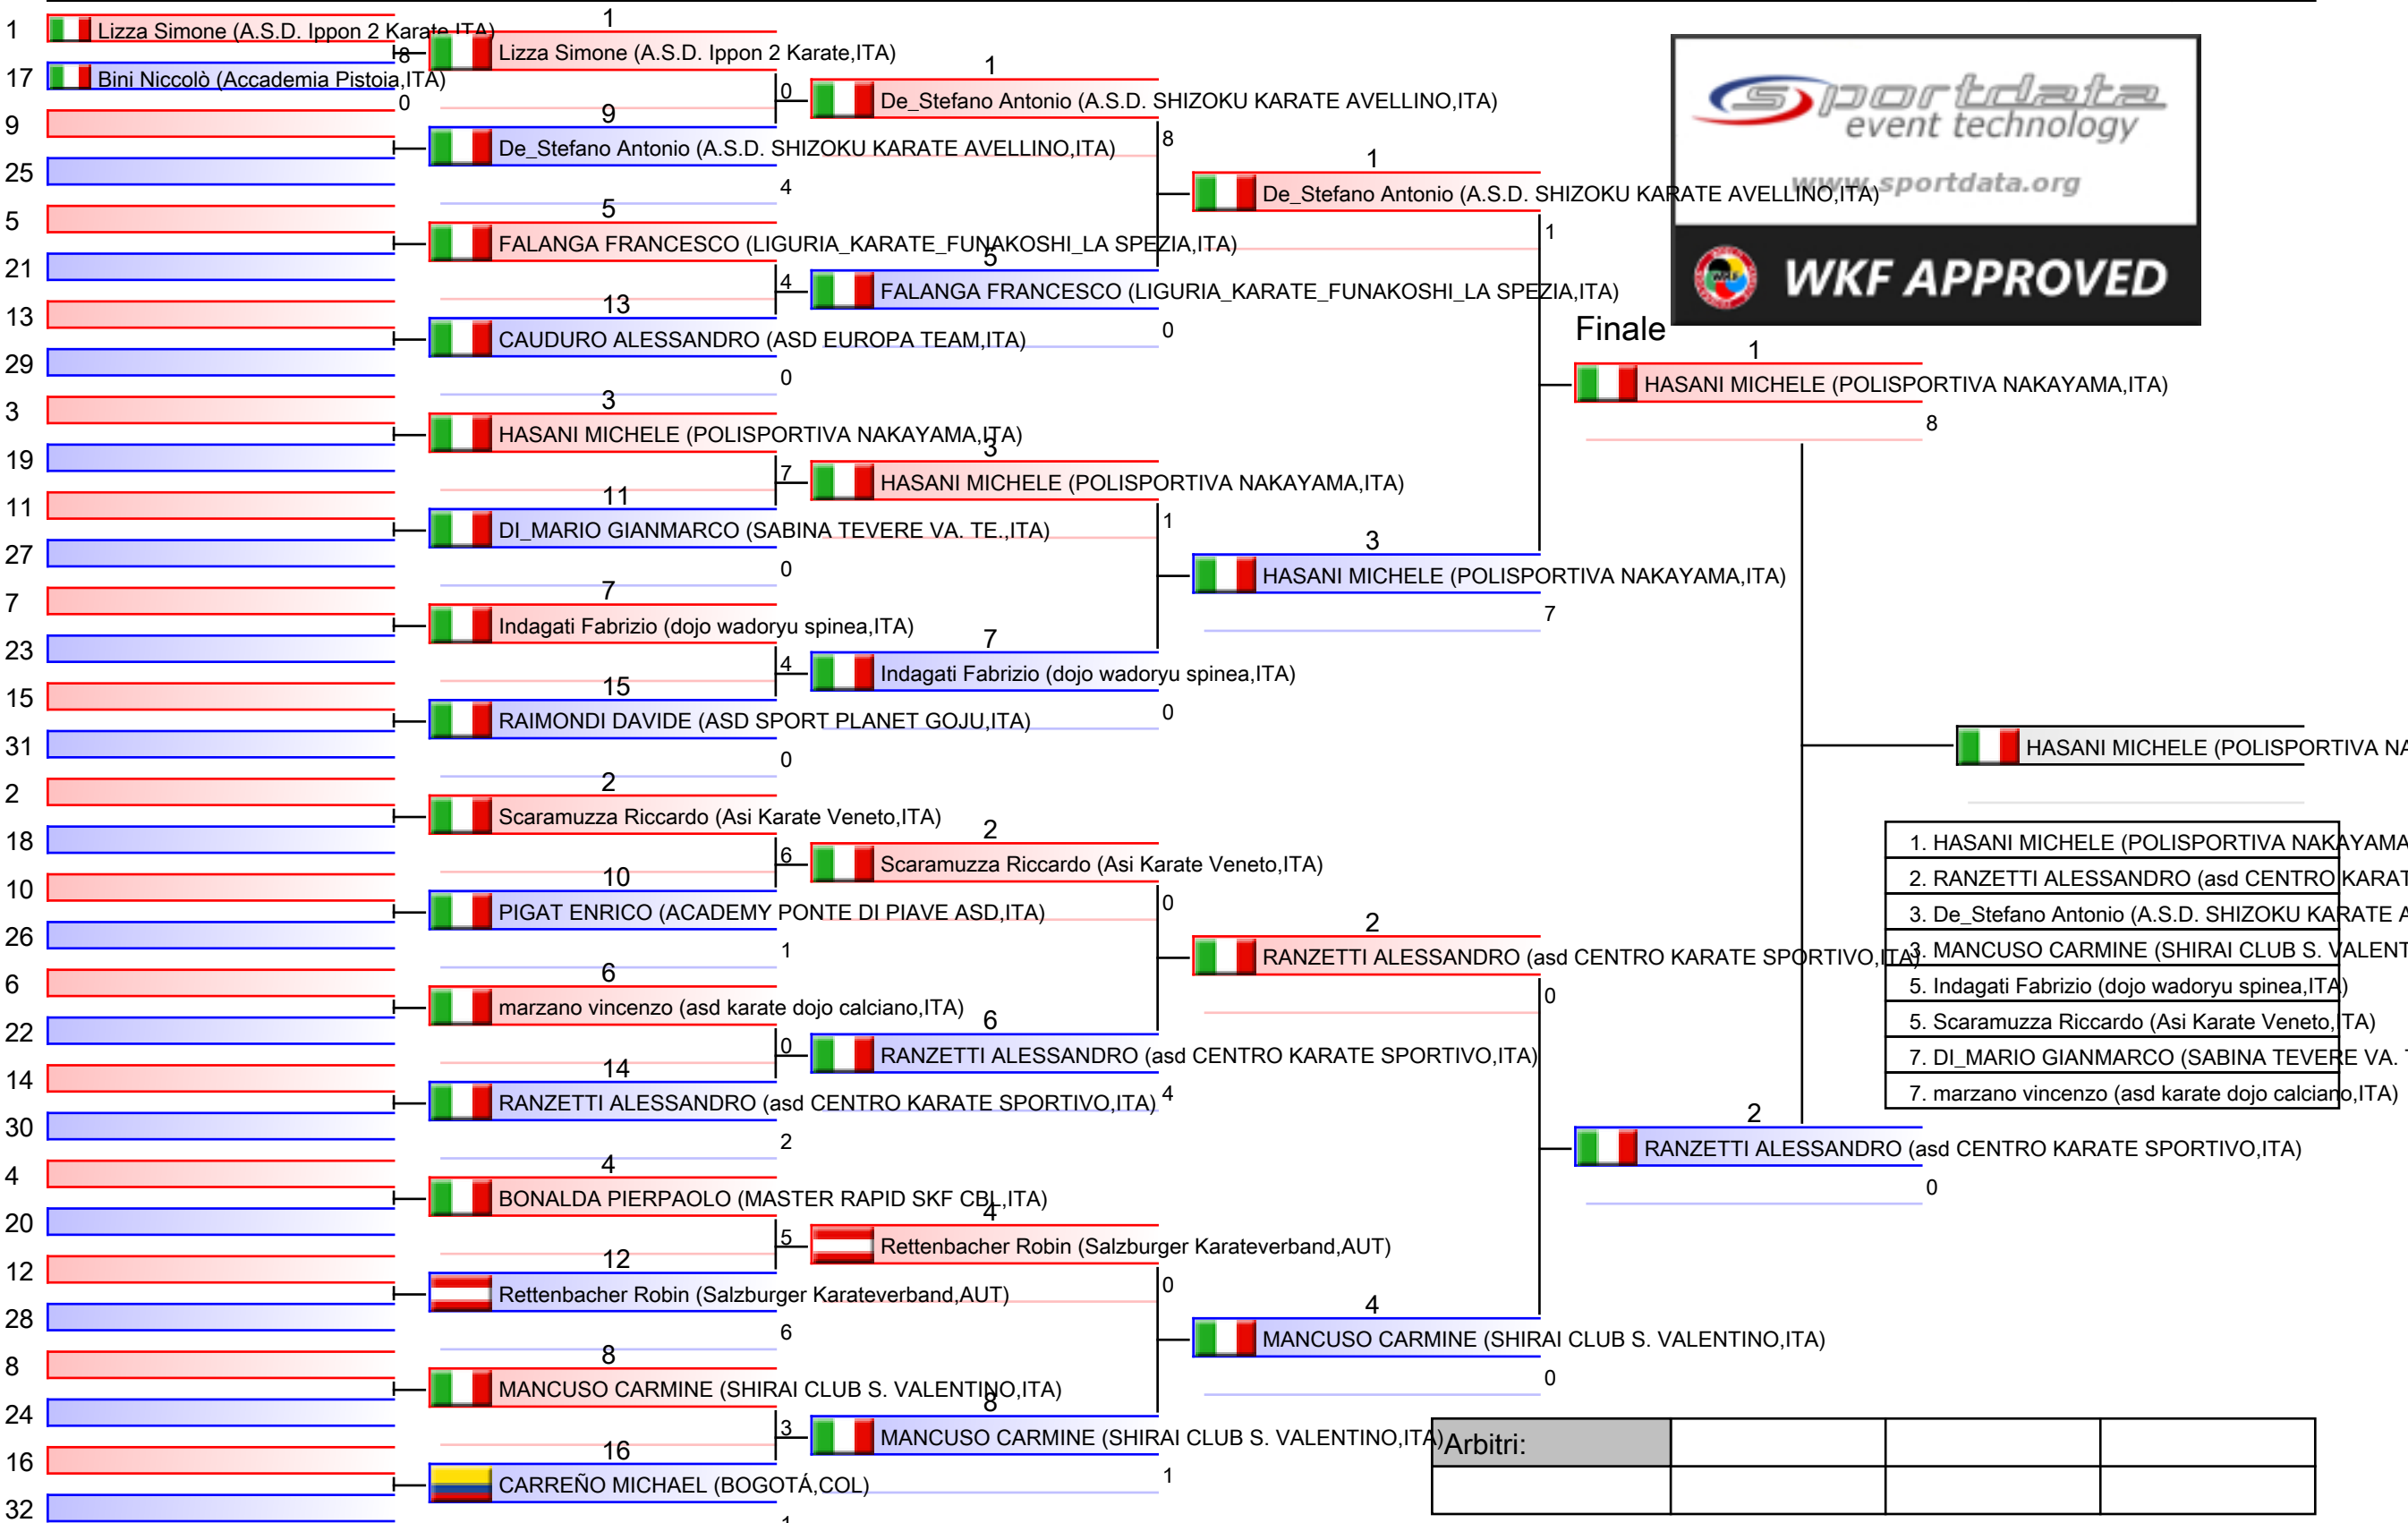 1
Lizza Simone (A.S.D. Ippon 2 Karate,ITA)
8
17
Bini Niccolò (Accademia Pistoia,ITA)
0
9
25
5
21
13
29
3
19
11
27
7
23
15
31
2
18
10
26
6
22
14
30
4
20
12
28
8
24
16
32
1
Lizza Simone (A.S.D. Ippon 2 Karate,ITA)
0
9
De_Stefano Antonio (A.S.D. SHIZOKU KARATE AVELLINO,ITA)
4
5
FALANGA FRANCESCO (LIGURIA_KARATE_FUNAKOSHI_LA SPEZIA,ITA)
4
13
CAUDURO ALESSANDRO (ASD EUROPA TEAM,ITA)
0
3
HASANI MICHELE (POLISPORTIVA NAKAYAMA,ITA)
7
11
DI_MARIO GIANMARCO (SABINA TEVERE VA. TE.,ITA)
0
7
Indagati Fabrizio (dojo wadoryu spinea,ITA)
4
15
RAIMONDI DAVIDE (ASD SPORT PLANET GOJU,ITA)
0
2
Scaramuzza Riccardo (Asi Karate Veneto,ITA)
6
10
PIGAT ENRICO (ACADEMY PONTE DI PIAVE ASD,ITA)
1
6
marzano vincenzo (asd karate dojo calciano,ITA)
0
14
RANZETTI ALESSANDRO (asd CENTRO KARATE SPORTIVO,ITA)
2
4
BONALDA PIERPAOLO (MASTER RAPID SKF CBL,ITA)
5
12
Rettenbacher Robin (Salzburger Karateverband,AUT)
6
8
MANCUSO CARMINE (SHIRAI CLUB S. VALENTINO,ITA)
3
16
CARREÑO MICHAEL (BOGOTÁ,COL)
1
1
De_Stefano Antonio (A.S.D. SHIZOKU KARATE AVELLINO,ITA)
8
5
FALANGA FRANCESCO (LIGURIA_KARATE_FUNAKOSHI_LA SPEZIA,ITA)
0
3
HASANI MICHELE (POLISPORTIVA NAKAYAMA,ITA)
1
7
Indagati Fabrizio (dojo wadoryu spinea,ITA)
0
2
Scaramuzza Riccardo (Asi Karate Veneto,ITA)
0
6
RANZETTI ALESSANDRO (asd CENTRO KARATE SPORTIVO,ITA)
4
4
Rettenbacher Robin (Salzburger Karateverband,AUT)
0
8
MANCUSO CARMINE (SHIRAI CLUB S. VALENTINO,ITA)
1
1
De_Stefano Antonio (A.S.D. SHIZOKU KARATE AVELLINO,ITA)
1
3
HASANI MICHELE (POLISPORTIVA NAKAYAMA,ITA)
7
2
RANZETTI ALESSANDRO (asd CENTRO KARATE SPORTIVO,ITA)
0
4
MANCUSO CARMINE (SHIRAI CLUB S. VALENTINO,ITA)
0
sportdata
event technology
www.sportdata.org
WKF
WKF APPROVED
Finale
1
HASANI MICHELE (POLISPORTIVA NAKAYAMA,ITA)
8
2
RANZETTI ALESSANDRO (asd CENTRO KARATE SPORTIVO,ITA)
0
HASANI MICHELE (POLISPORTIVA NA
1. HASANI MICHELE (POLISPORTIVA NAKAYAMA
2. RANZETTI ALESSANDRO (asd CENTRO KARAT
3. De_Stefano Antonio (A.S.D. SHIZOKU KARATE A
3. MANCUSO CARMINE (SHIRAI CLUB S. VALENT
5. Indagati Fabrizio (dojo wadoryu spinea,ITA)
5. Scaramuzza Riccardo (Asi Karate Veneto,ITA)
7. DI_MARIO GIANMARCO (SABINA TEVERE VA. T
7. marzano vincenzo (asd karate dojo calciano,ITA)
Arbitri: